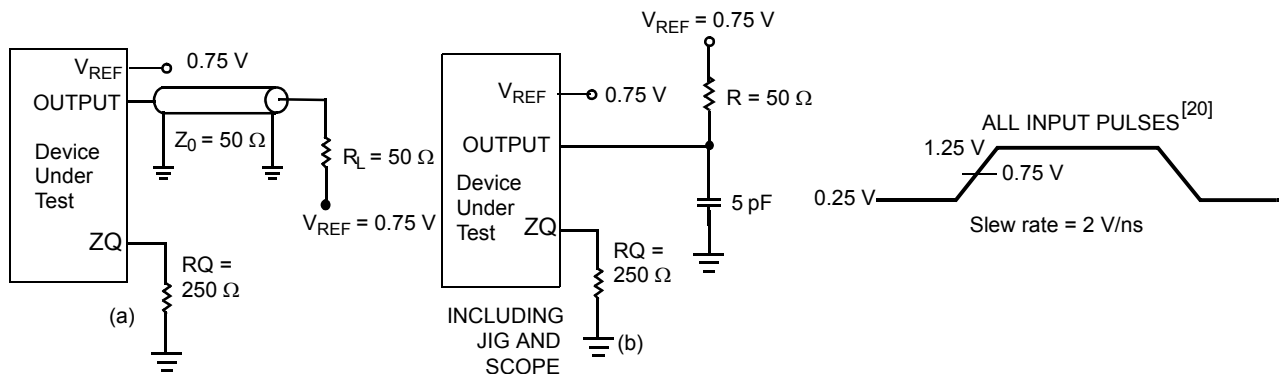 V_REF
0.75 V
OUTPUT
Z_0 = 50 Ω
Device
Under
Test
R_L = 50 Ω
V_REF = 0.75 V
ZQ
RQ =
250 Ω
(a)
V_REF = 0.75 V
V_REF
0.75 V
R = 50 Ω
OUTPUT
Device
Under
Test
5 pF
ZQ
RQ =
250 Ω
INCLUDING
JIG AND
SCOPE
(b)
ALL INPUT PULSES[20]
1.25 V
0.75 V
0.25 V
Slew rate = 2 V/ns